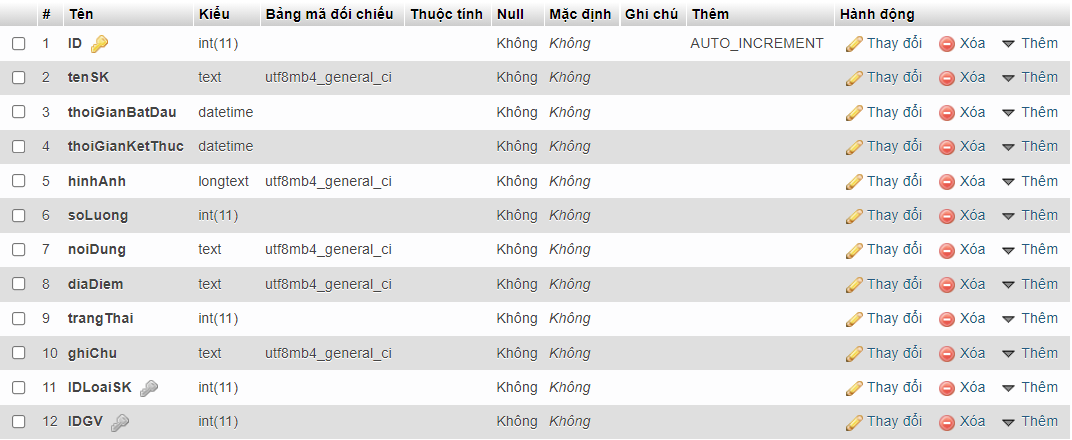 # Tên Kiểu Bảng mã đối chiếu Thuộc tính Null Mặc định Ghi chú Thêm Hành động
1 ID int(11) Không Không AUTO_INCREMENT Thay đổi Xóa Thêm
2 tenSK text utf8mb4_general_ci Không Không Thay đổi Xóa Thêm
3 thoiGianBatDau datetime Không Không Thay đổi Xóa Thêm
4 thoiGianKetThuc datetime Không Không Thay đổi Xóa Thêm
5 hinhAnh longtext utf8mb4_general_ci Không Không Thay đổi Xóa Thêm
6 soLuong int(11) Không Không Thay đổi Xóa Thêm
7 noiDung text utf8mb4_general_ci Không Không Thay đổi Xóa Thêm
8 diaDiem text utf8mb4_general_ci Không Không Thay đổi Xóa Thêm
9 trangThai int(11) Không Không Thay đổi Xóa Thêm
10 ghiChu text utf8mb4_general_ci Không Không Thay đổi Xóa Thêm
11 IDLoaiSK int(11) Không Không Thay đổi Xóa Thêm
12 IDGV int(11) Không Không Thay đổi Xóa Thêm